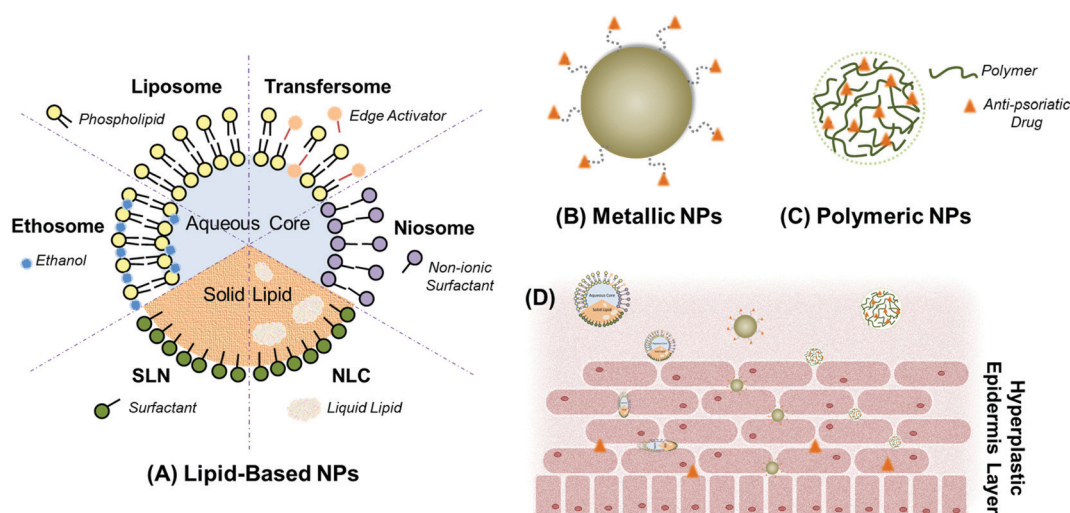 Liposome
Transfersome
Phospholipid
Edge Activator
Ethosome
Aqueous Core
Niosome
Ethanol
Non-ionic
Surfactant
Solid Lipid
SLN
NLC
Surfactant
Liquid Lipid
(A) Lipid-Based NPs
(B) Metallic NPs
Polymer
Anti-psoriatic
Drug
(C) Polymeric NPs
(D)
Aqueous Core
Solid Lipid
Hyperplastic
Epidermis Layer